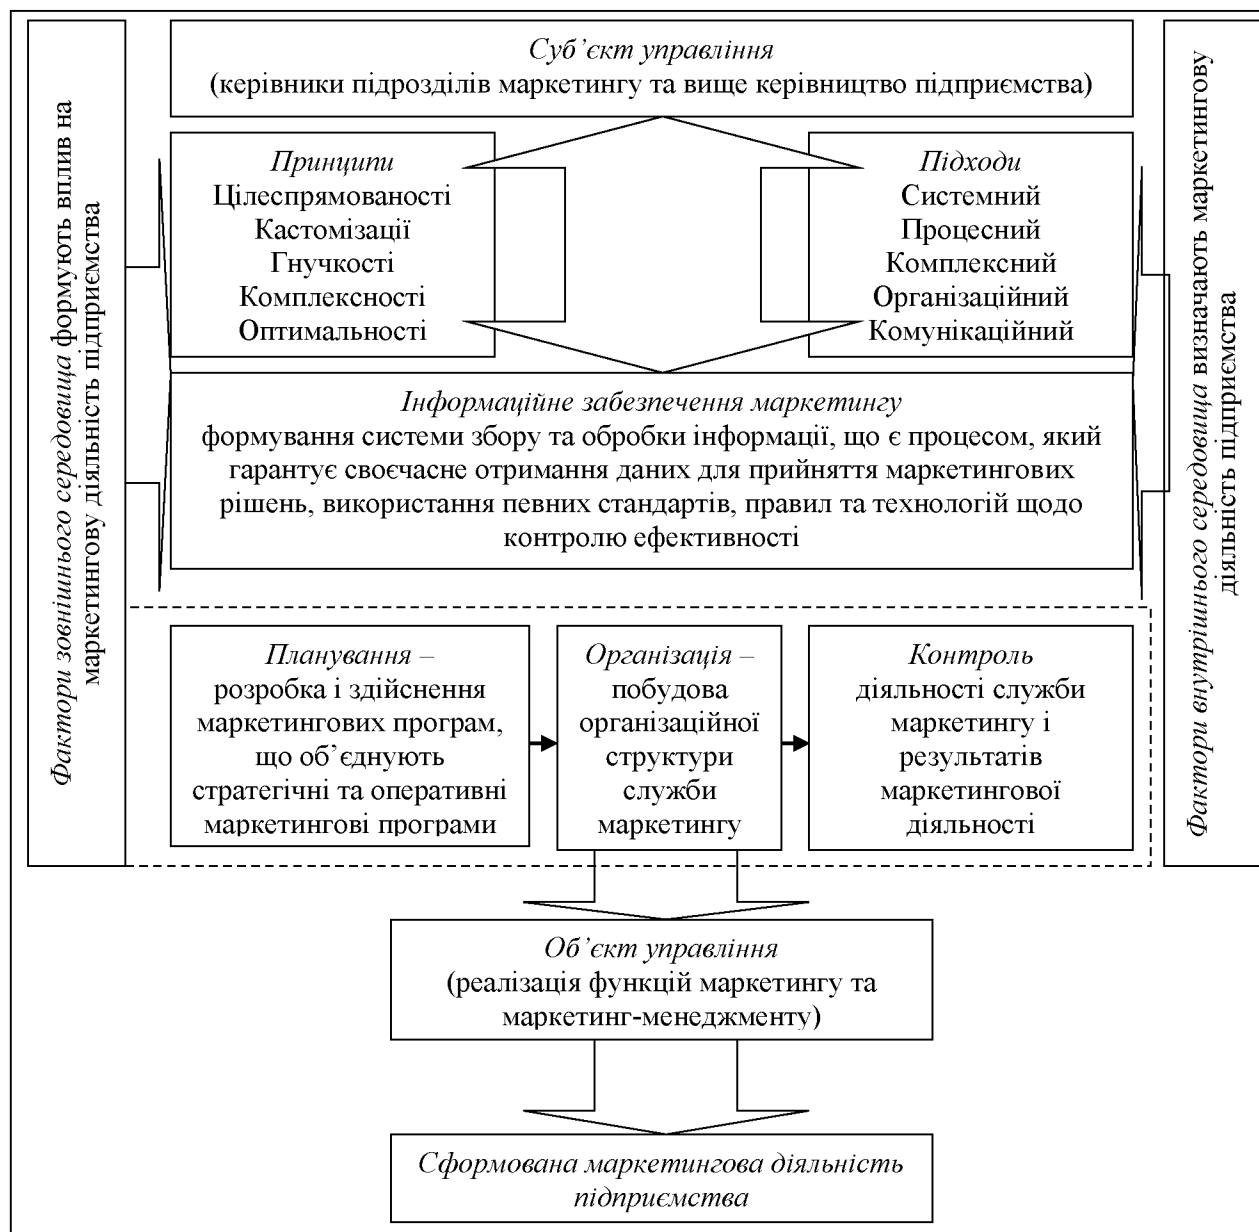 Фактори зовнішнього середовища формують вплив на
маркетингову діяльність підприємства
Суб’єкт управління
(керівники підрозділів маркетингу та вище керівництво підприємства)
Принципи
Цілеспрямованості
Кастомізації
Гнучкості
Комплексності
Оптимальності
Підходи
Системний
Процесний
Комплексний
Організаційний
Комунікаційний
Інформаційне забезпечення маркетингу
формування системи збору та обробки інформації, що є процесом, який
гарантує своєчасне отримання даних для прийняття маркетингових
рішень, використання певних стандартів, правил та технологій щодо
контролю ефективності
Планування –
розробка і здійснення
маркетингових програм,
що об’єднують
стратегічні та оперативні
маркетингові програми
Організація –
побудова
організаційної
структури
служби
маркетингу
Контроль
діяльності служби
маркетингу і
результатів
маркетингової
діяльності
Об’єкт управління
(реалізація функцій маркетингу та
маркетинг-менеджменту)
Сформована маркетингова діяльність
підприємства
Фактори внутрішнього середовища визначають маркетингову
діяльність підприємства